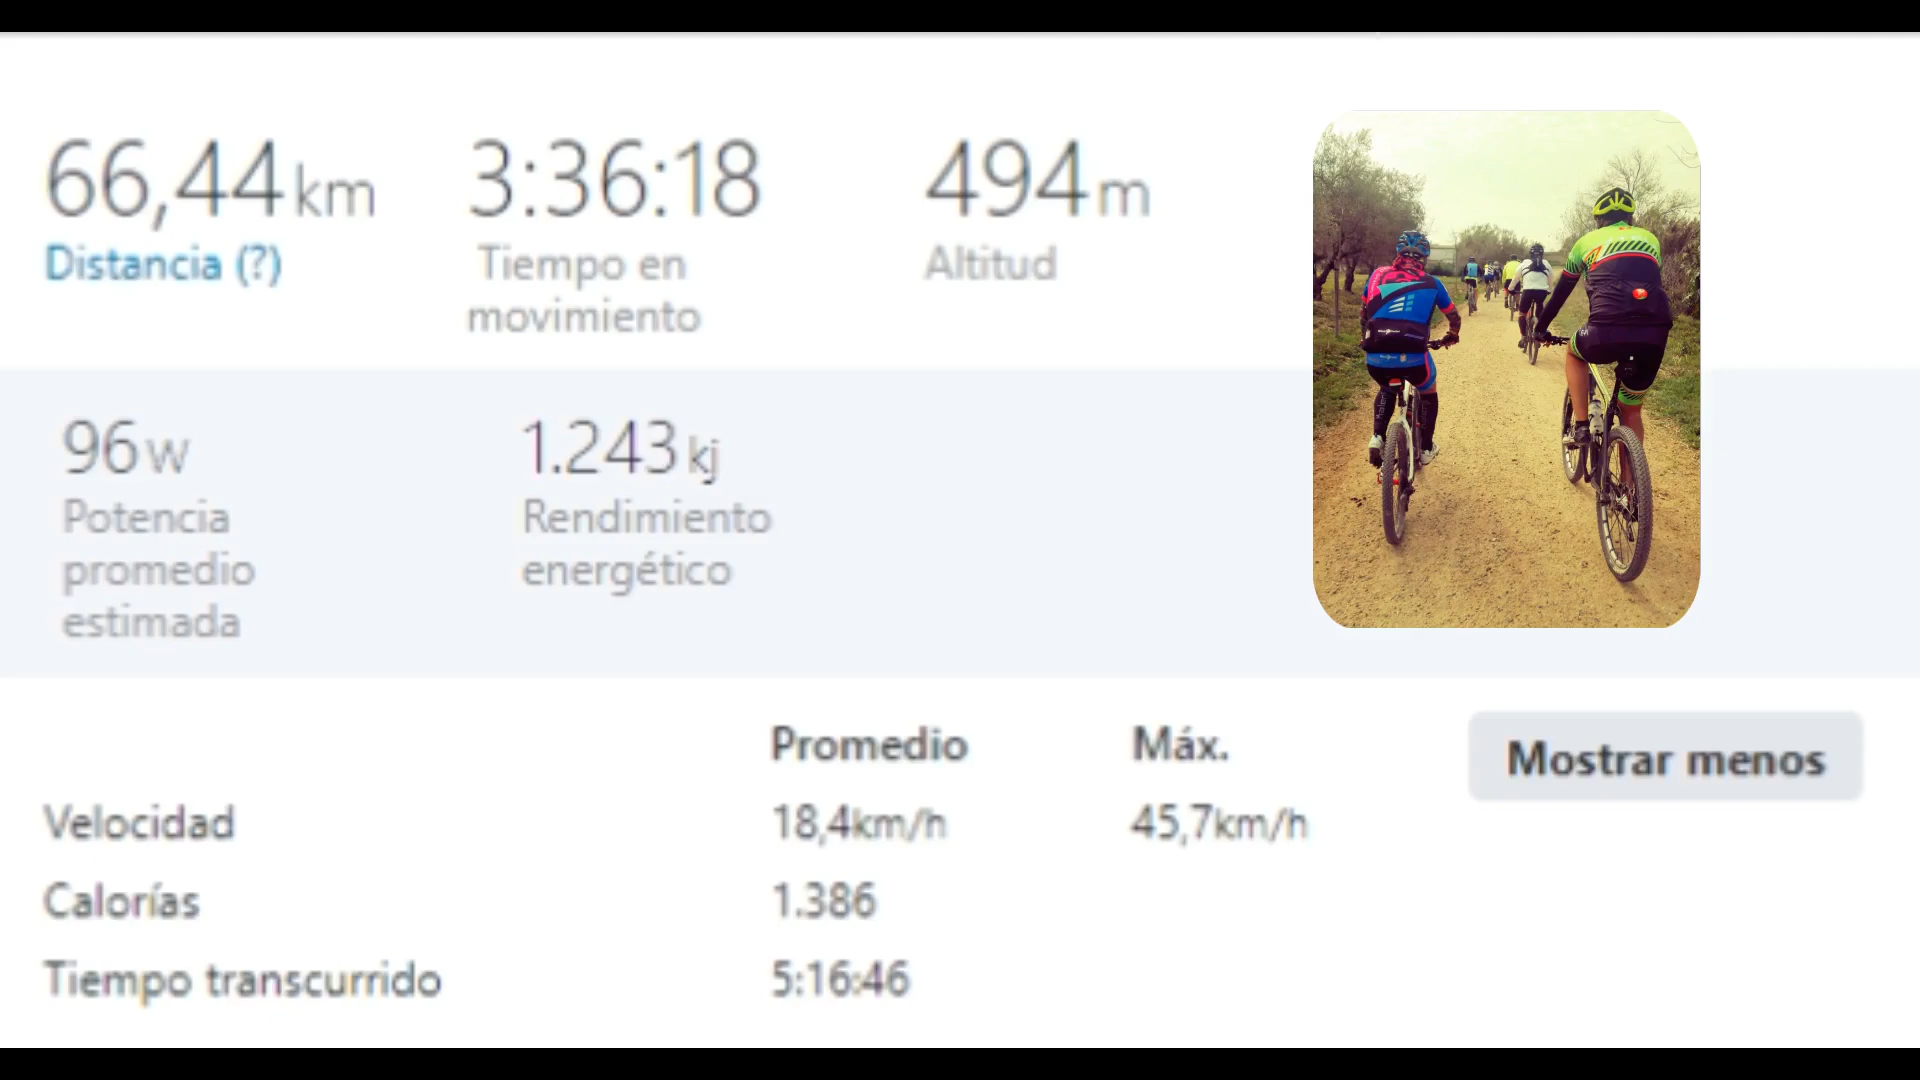 66,44 km
3:36:18
494 m
Distancia (?)
Tiempo en
movimiento
Altitud
96 W
1.243 kj
Potencia
promedio
estimada
Rendimiento
energético
Promedio
Máx.
Mostrar menos
Velocidad
18,4km/h
45,7km/h
Calorías
1.386
Tiempo transcurrido
5:16:46